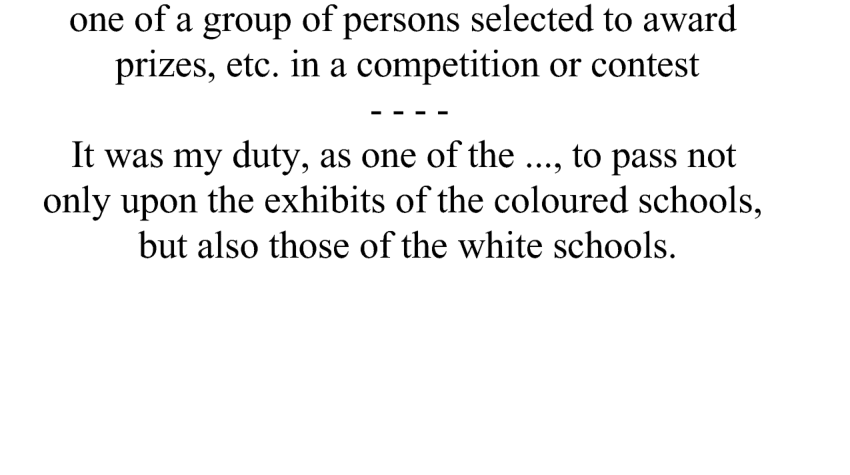 one of a group of persons selected to award
prizes, etc. in a competition or contest
- - - -
It was my duty, as one of the ..., to pass not
only upon the exhibits of the coloured schools,
but also those of the white schools.